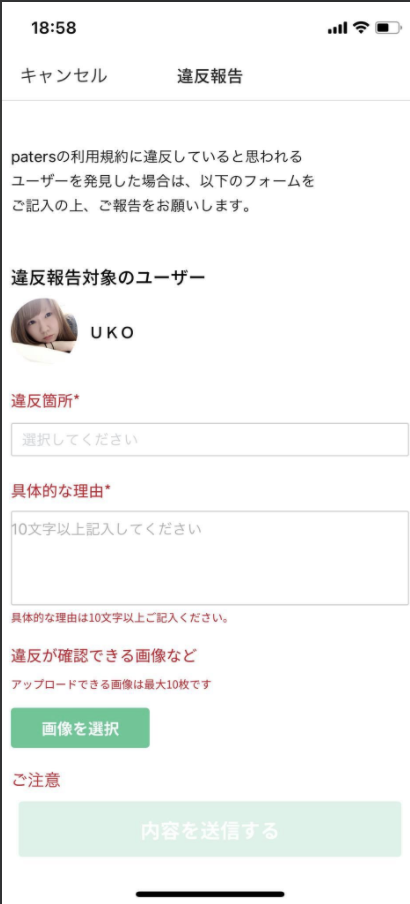 18:58
キャンセル
違反報告
patersの利用規約に違反していると思われる
ユーザーを発見した場合は、以下のフォームを
ご記入の上、ご報告をお願いします。
違反報告対象のユーザー
UKO
違反箇所*
選択してください
具体的な理由*
10文字以上記入してください
具体的な理由は10文字以上ご記入ください。
違反が確認できる画像など
アップロードできる画像は最大10枚です
画像を選択
ご注意
内容を送信する